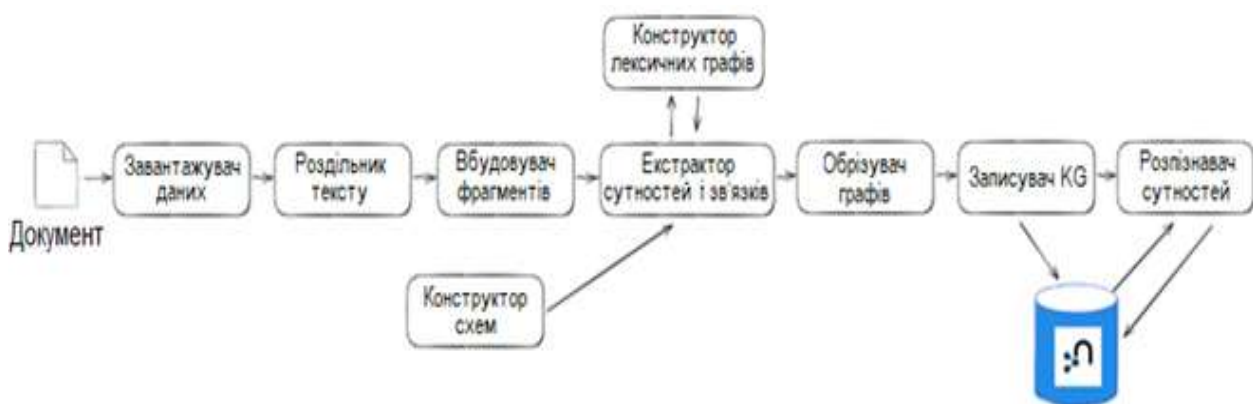 Конструктор
лексичних графів
Завантажувач
даних
Роздільник
тексту
Вбудовувач
фрагментів
Екстрактор
сутностей і зв'язків
Обрізувач
графів
Записувач KG
Розпізнавач
сутностей
Документ
Конструктор
схем